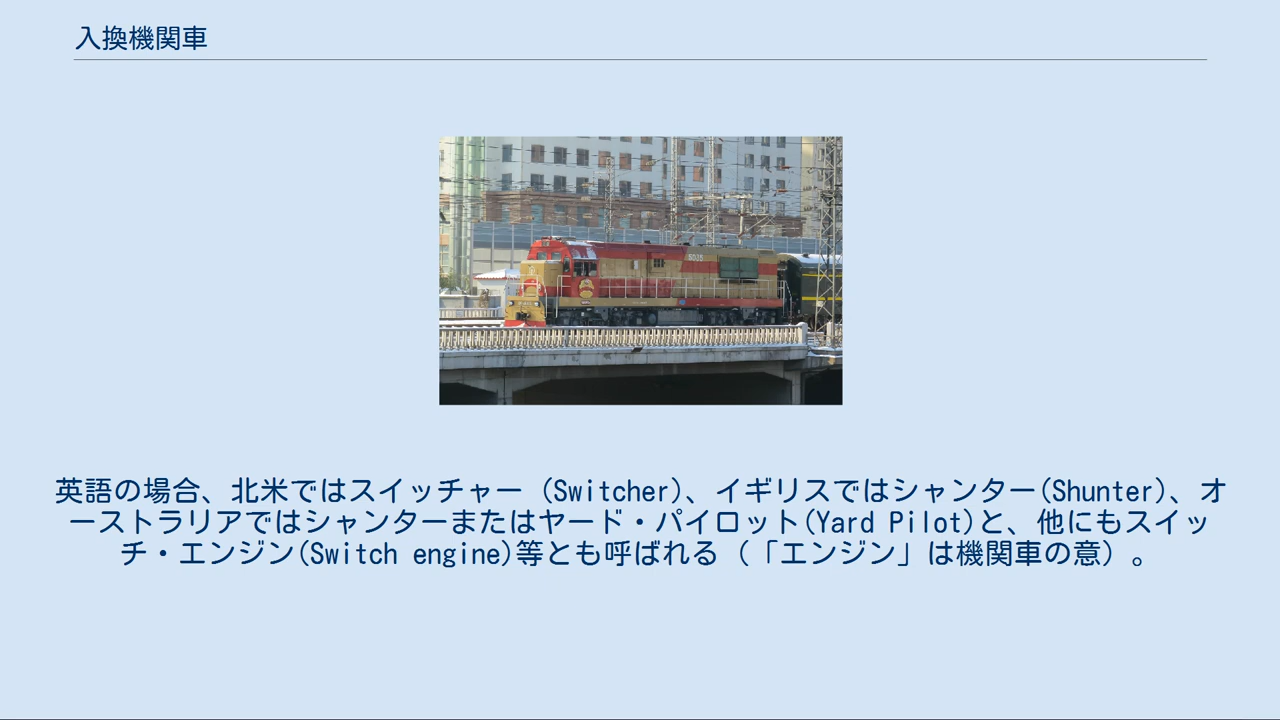 入換機関車
5035
英語の場合、北米ではスイッチャー (Switcher)、イギリスではシャンター(Shunter)、オ
ーストラリアではシャンターまたはヤード・パイロット(Yard Pilot)と、他にもスイッ
チ・エンジン(Switch engine)等とも呼ばれる（「エンジン」は機関車の意）。